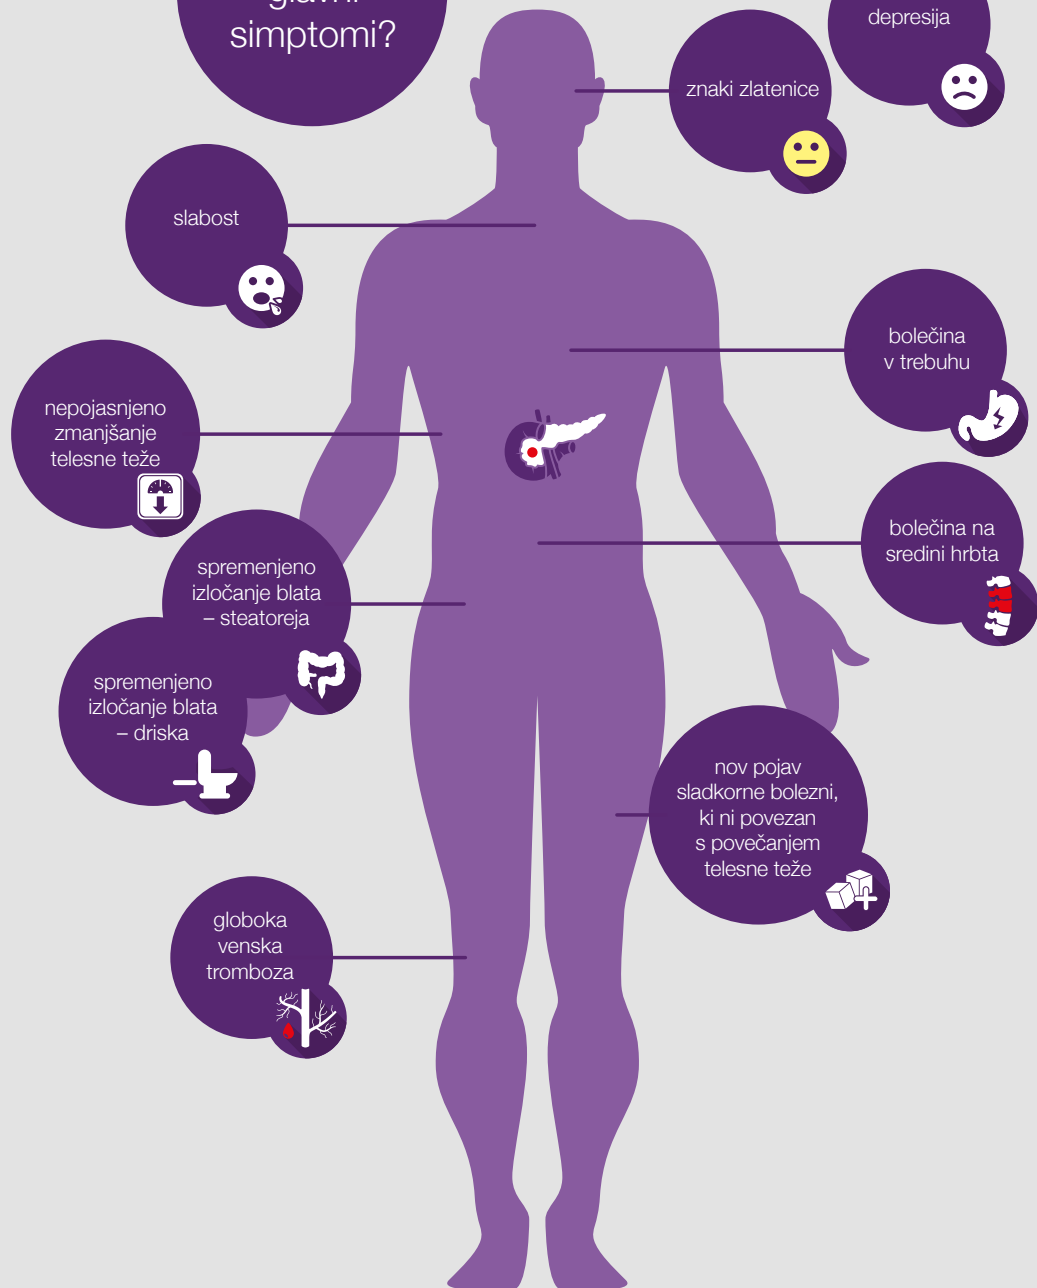 glavni
simptomi?
depresija
znaki zlatenice
slabost
bolečina
v trebuhu
nepojasnjeno
zmanjšanje
telesne teže
bolečina na
sredini hrbta
spremenjeno
izločanje blata
– steatoreja
spremenjeno
izločanje blata
– driska
nov pojav
sladkorne bolezni,
ki ni povezan
s povečanjem
telesne teže
globoka
venska
tromboza